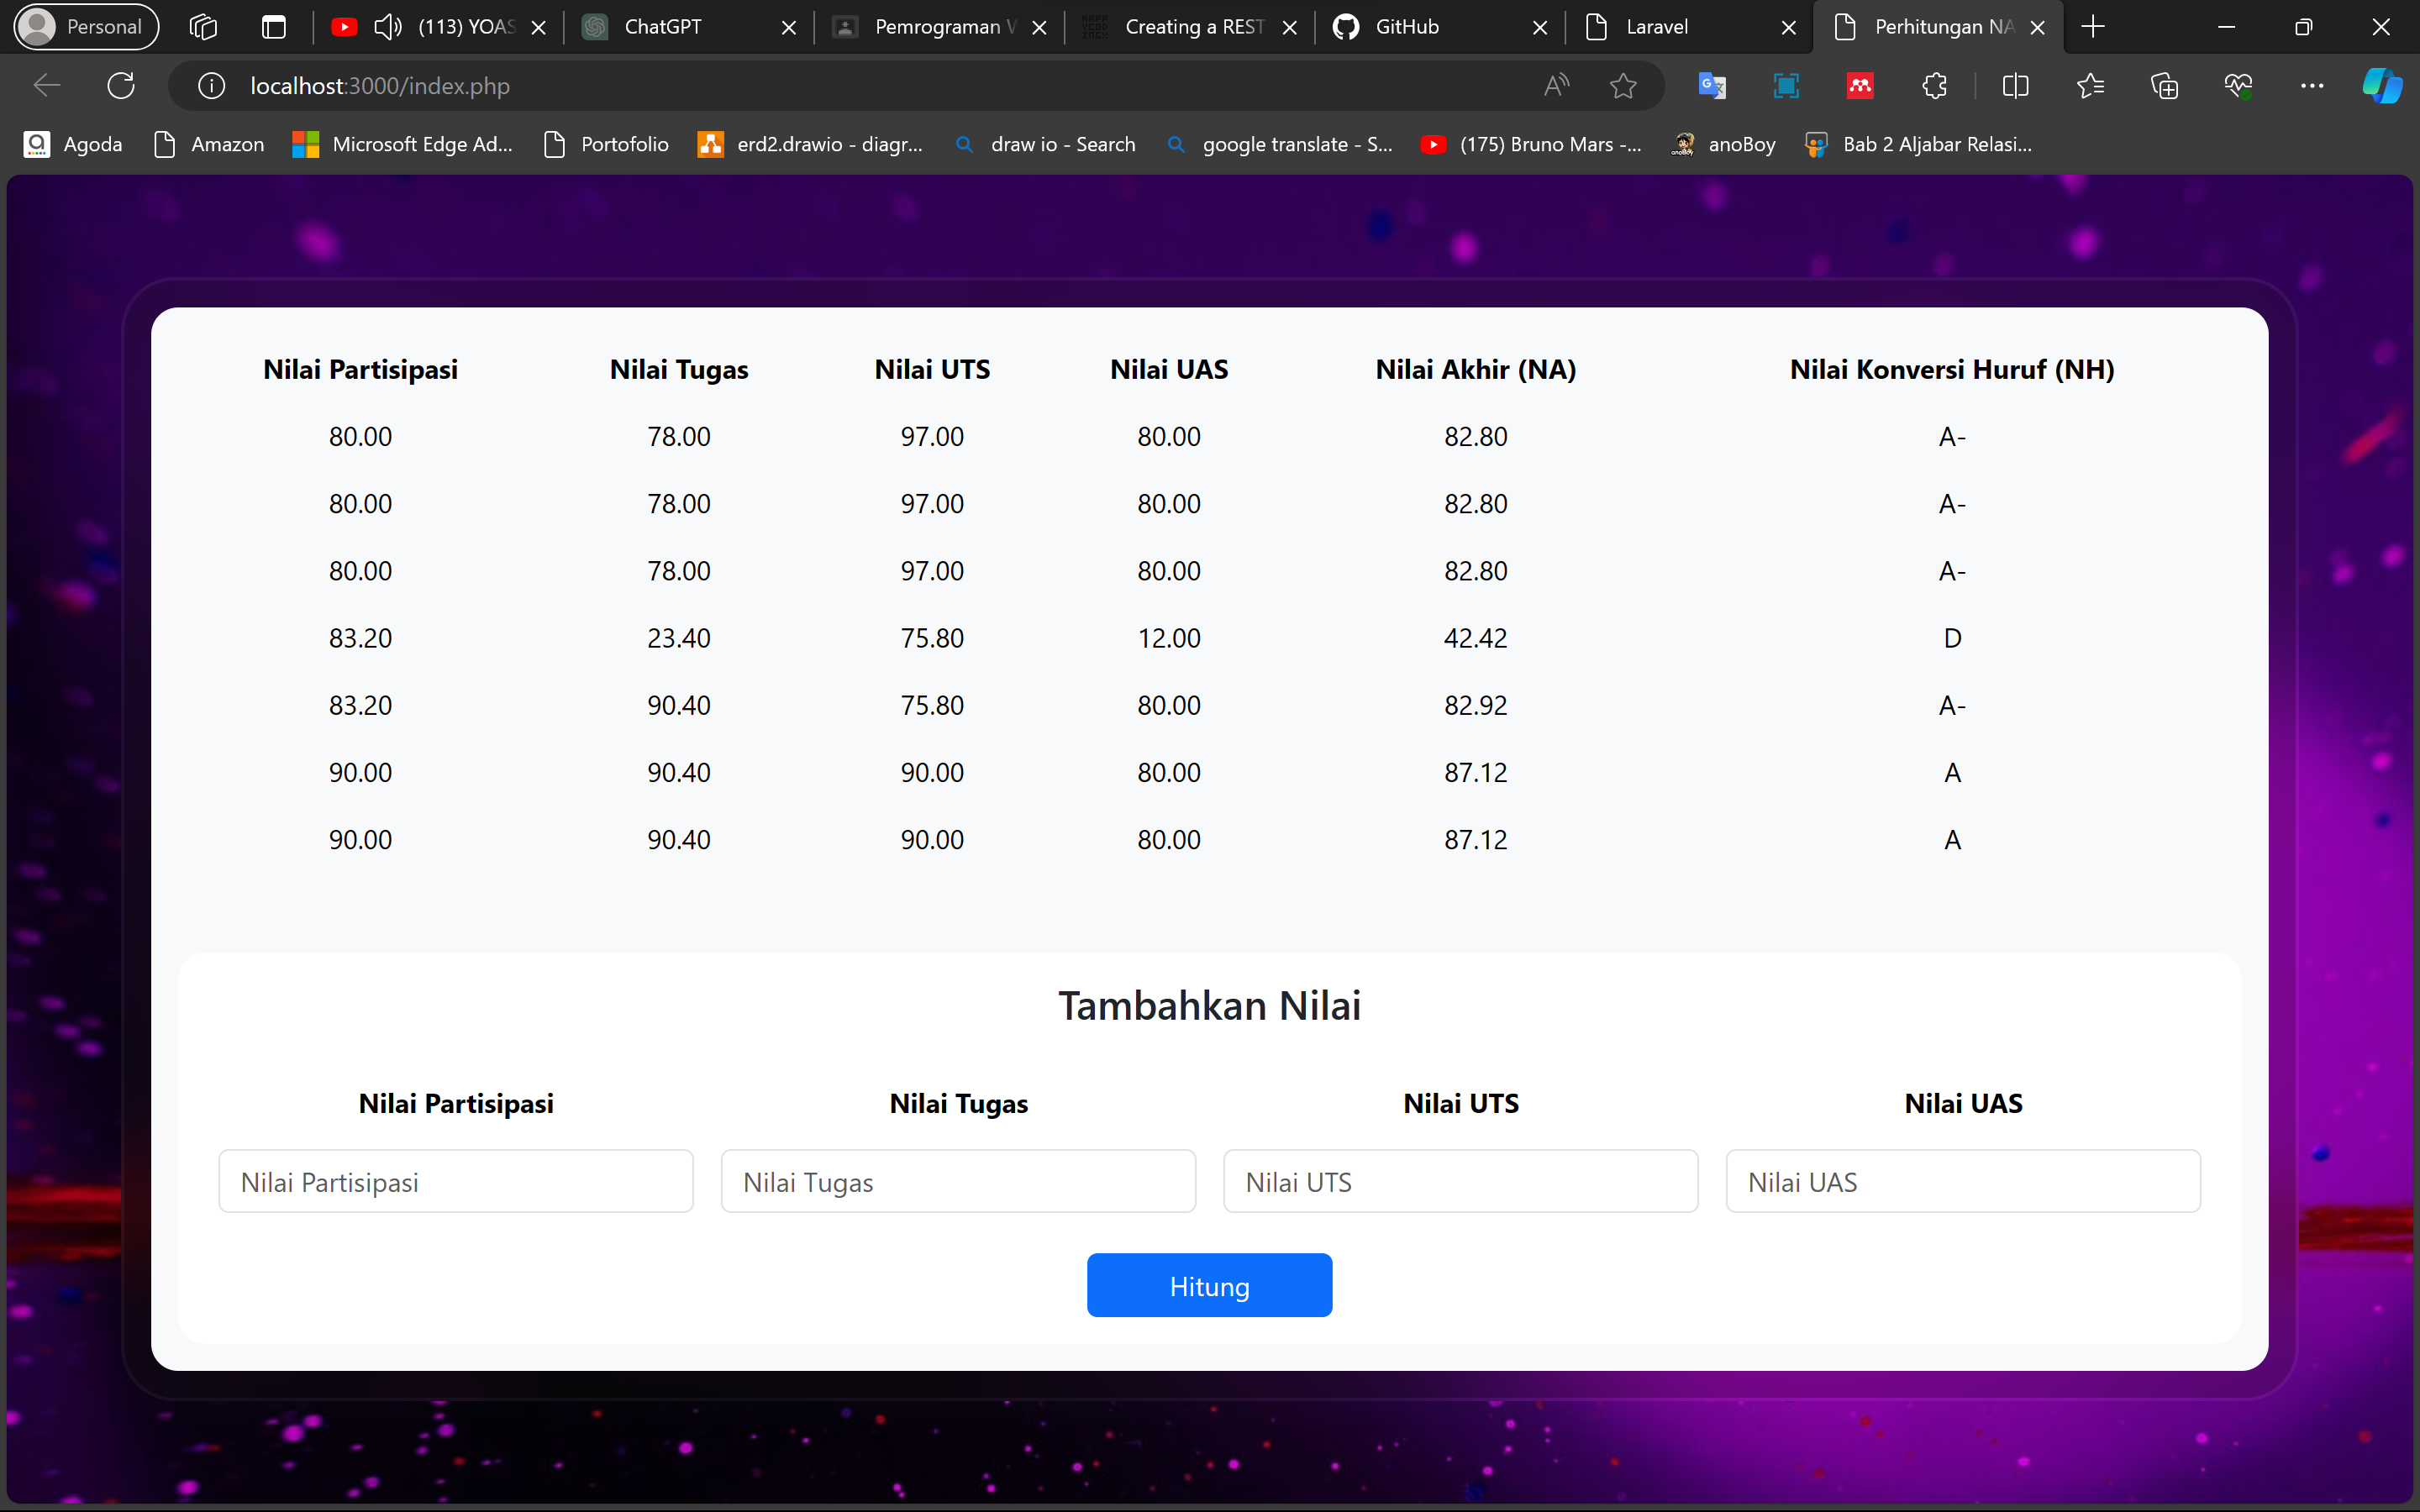 Personal (113) YOAS ChatGPT Pemrograman W Creating a REST GitHub Laravel Perhitungan NA
localhost:3000/index.php
Agoda Amazon Microsoft Edge Ad... Portofolio erd2.drawio - diagr... draw io - Search google translate - S... (175) Bruno Mars -... anoBoy Bab 2 Aljabar Relasi...
Nilai Partisipasi Nilai Tugas Nilai UTS Nilai UAS Nilai Akhir (NA) Nilai Konversi Huruf (NH)
80.00 78.00 97.00 80.00 82.80 A-
80.00 78.00 97.00 80.00 82.80 A-
80.00 78.00 97.00 80.00 82.80 A-
83.20 23.40 75.80 12.00 42.42 D
83.20 90.40 75.80 80.00 82.92 A-
90.00 90.40 90.00 80.00 87.12 A
90.00 90.40 90.00 80.00 87.12 A
Tambahkan Nilai
Nilai Partisipasi Nilai Tugas Nilai UTS Nilai UAS
Nilai Partisipasi Nilai Tugas Nilai UTS Nilai UAS
Hitung